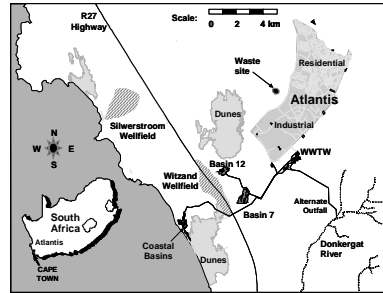 R27
Highway
Scale:
0 2 4 km
Residential
Waste
site
Atlantis
Silwerstroom
Wellfield
Dunes
Industrial
N
W E
S
Basin 12
WWTW
Witzand
Wellfield
South
Africa
Atlantis
CAPE
TOWN
Basin 7
Alternate
Outfall
Coastal
Basins
Dunes
Donkergat
River